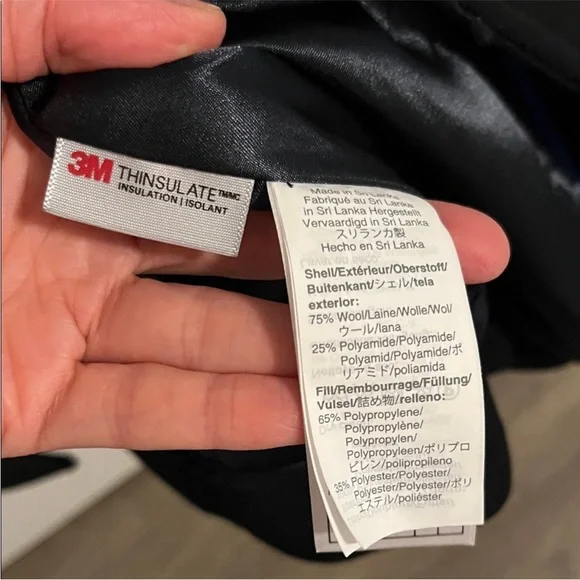 3M THINSULATE™/MC
INSULATION | ISOLANT
Made in Sri Lanka
Fabriqué au Sri Lanka
in Sri Lanka Hergestellt
Vervaardigd in Sri Lanka
スリランカ製
Hecho en Sri Lanka
Shell/Extérieur/Oberstoff/
Buitenkant/シェル/tela
exterior:
75% Wool/Laine/Wolle/Wol/
ウール/lana
25% Polyamide/Polyamide/
Polyamid/Polyamide/ポ
リアミド/poliamida
Fill/Rembourrage/Füllung/
Vulsel/詰め物/relleno:
65% Polypropylene/
Polypropylène/
Polypropylen/
Polypropyleen/ポリプロ
ピレン/polipropileno
35% Polyester/Polyester/
Polyester/Polyester/ポリ
エステル/poliéster